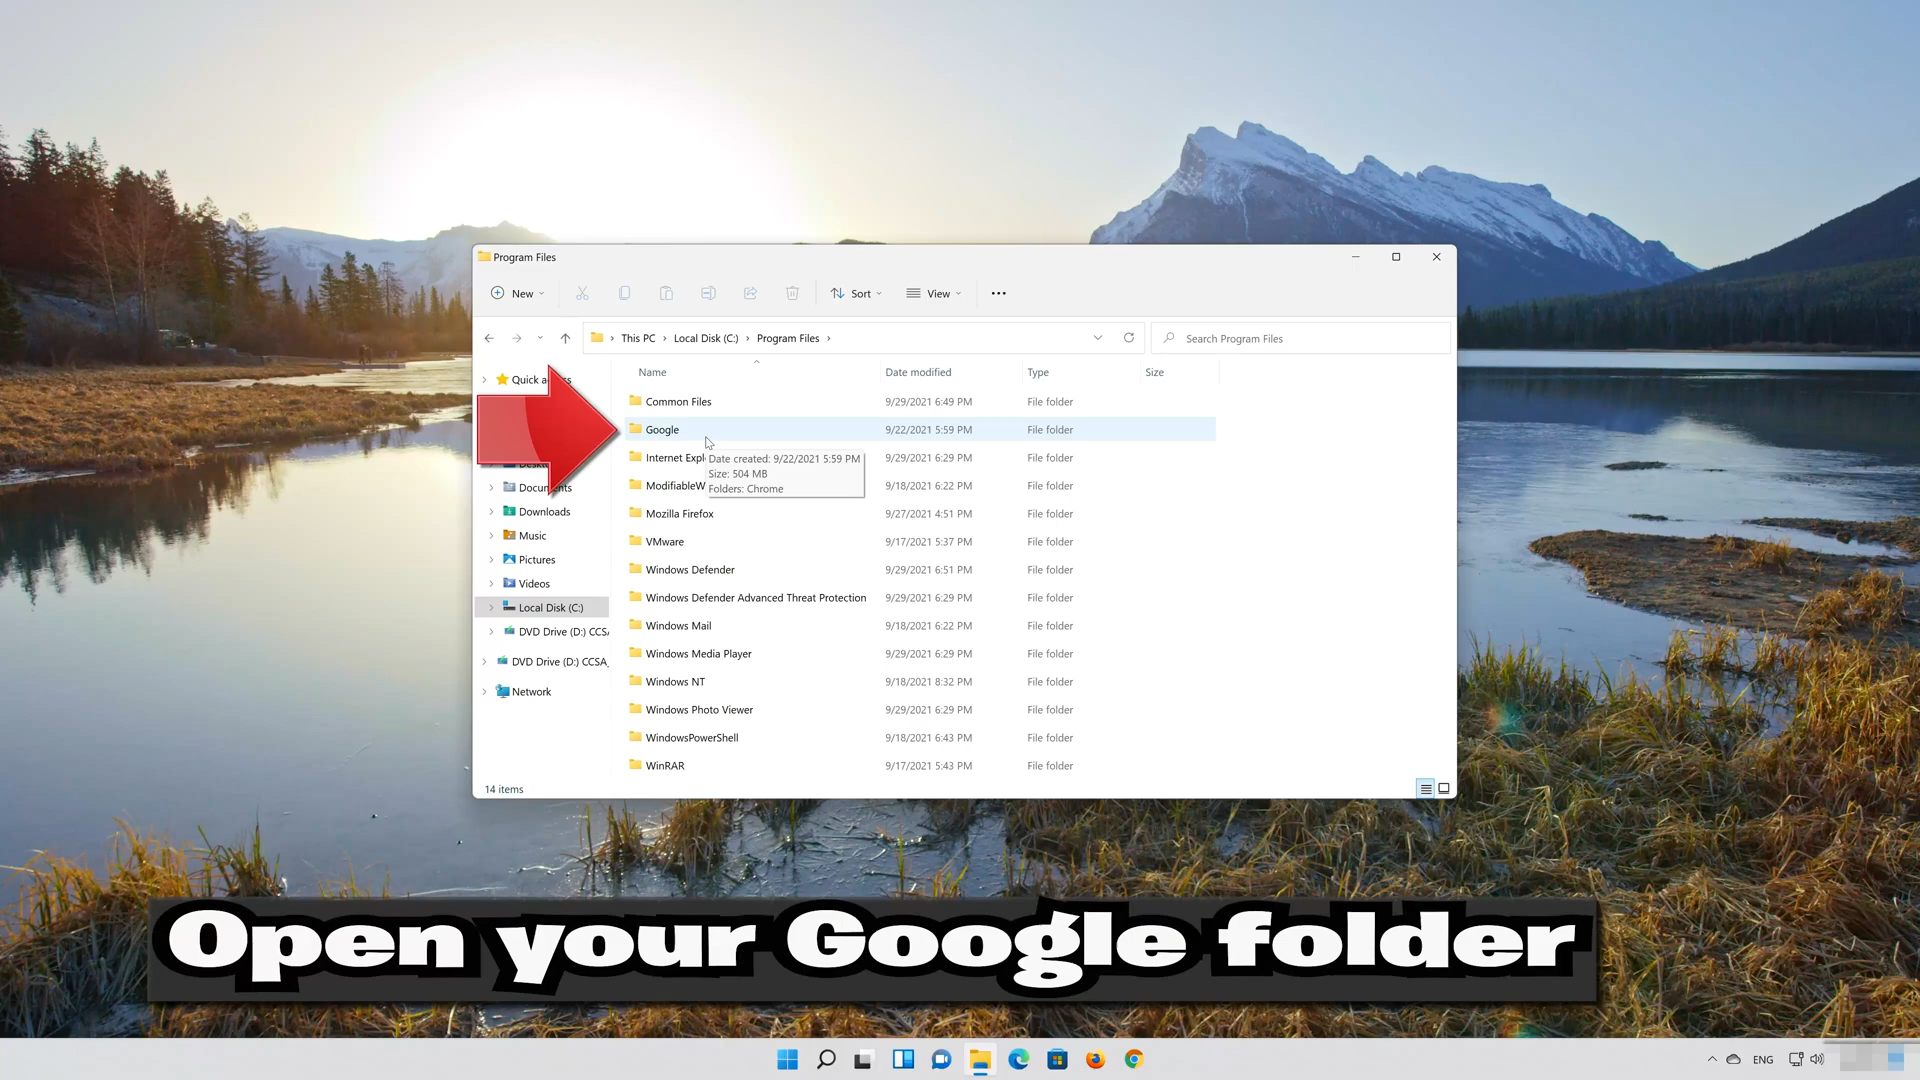 Program Files
New
Sort
View
This PC
Local Disk (C:)
Program Files
Search Program Files
Quick
Documents
Downloads
Music
Pictures
Videos
Local Disk (C:)
DVD Drive (D:) CCSA
DVD Drive (D:) CCSA_
Network
Name Date modified Type Size
Common Files 9/29/2021 6:49 PM File folder
Google 9/22/2021 5:59 PM File folder
Internet Expl 9/29/2021 6:29 PM File folder
Date created: 9/22/2021 5:59 PM
Size: 504 MB
Folders: Chrome
ModifiableW 9/18/2021 6:22 PM File folder
Mozilla Firefox 9/27/2021 4:51 PM File folder
VMware 9/17/2021 5:37 PM File folder
Windows Defender 9/29/2021 6:51 PM File folder
Windows Defender Advanced Threat Protection 9/29/2021 6:29 PM File folder
Windows Mail 9/18/2021 6:22 PM File folder
Windows Media Player 9/29/2021 6:29 PM File folder
Windows NT 9/18/2021 8:32 PM File folder
Windows Photo Viewer 9/29/2021 6:29 PM File folder
WindowsPowerShell 9/18/2021 6:43 PM File folder
WinRAR 9/17/2021 5:43 PM File folder
14 items
Open your Google folder
ENG